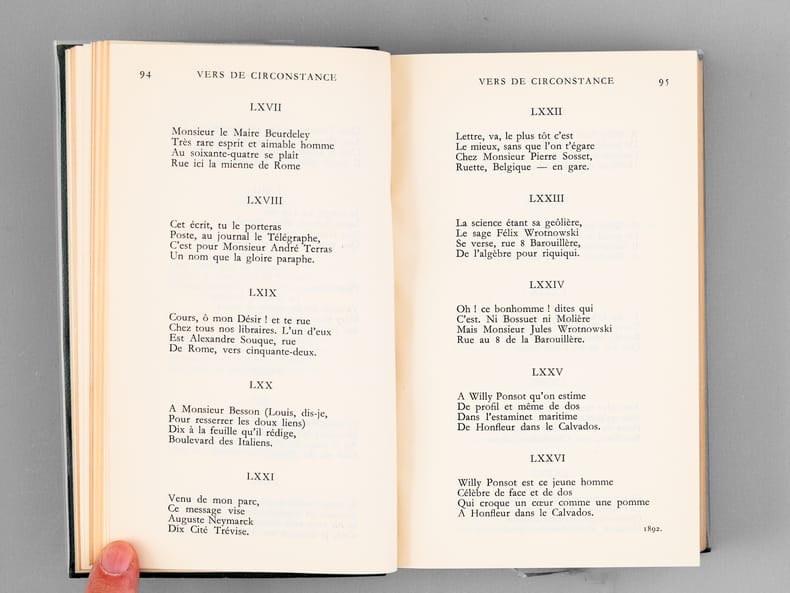 94 VERS DE CIRCONSTANCE
LXVII
Monsieur le Maire Beurdeley
Très rare esprit et aimable homme
Au soixante-quatre se plait
Rue ici la mienne de Rome
LXVIII
Cet écrit, tu le porteras
Poste, au journal le Télégraphe,
C'est pour Monsieur André Terras
Un nom que la gloire paraphe.
LXIX
Cours, ô mon Désir ! et te rue
Chez tous nos libraires. L'un d'eux
Est Alexandre Souque, rue
De Rome, vers cinquante-deux.
LXX
A Monsieur Besson (Louis, dis-je,
Pour resserrer les doux liens)
Dix à la feuille qu'il rédige,
Boulevard des Italiens.
LXXI
Venu de mon parc,
Ce message vise
Auguste Neymarck
Dix Cité Trévise.
VERS DE CIRCONSTANCE 95
LXXII
Lettre, va, le plus tôt c'est
Le mieux, sans que l'on t'égare
Chez Monsieur Pierre Sosset,
Ruette, Belgique — en gare.
LXXIII
La science étant sa geôlière,
Le sage Félix Wrotnowski
Se verse, rue 8 Barouillère,
De l'algèbre pour riquiqui.
LXXIV
Oh ! ce bonhomme ! dites qui
C'est. Ni Bossuet ni Molière
Mais Monsieur Jules Wrotnowski
Rue au 8 de la Barouillère.
LXXV
A Willy Ponsot qu'on estime
De profil et même de dos
Dans l'estaminet maritime
De Honfleur dans le Calvados.
LXXVI
Willy Ponsot est ce jeune homme
Célèbre de face et de dos
Qui croque un cœur comme une pomme
A Honfleur dans le Calvados.
1892.